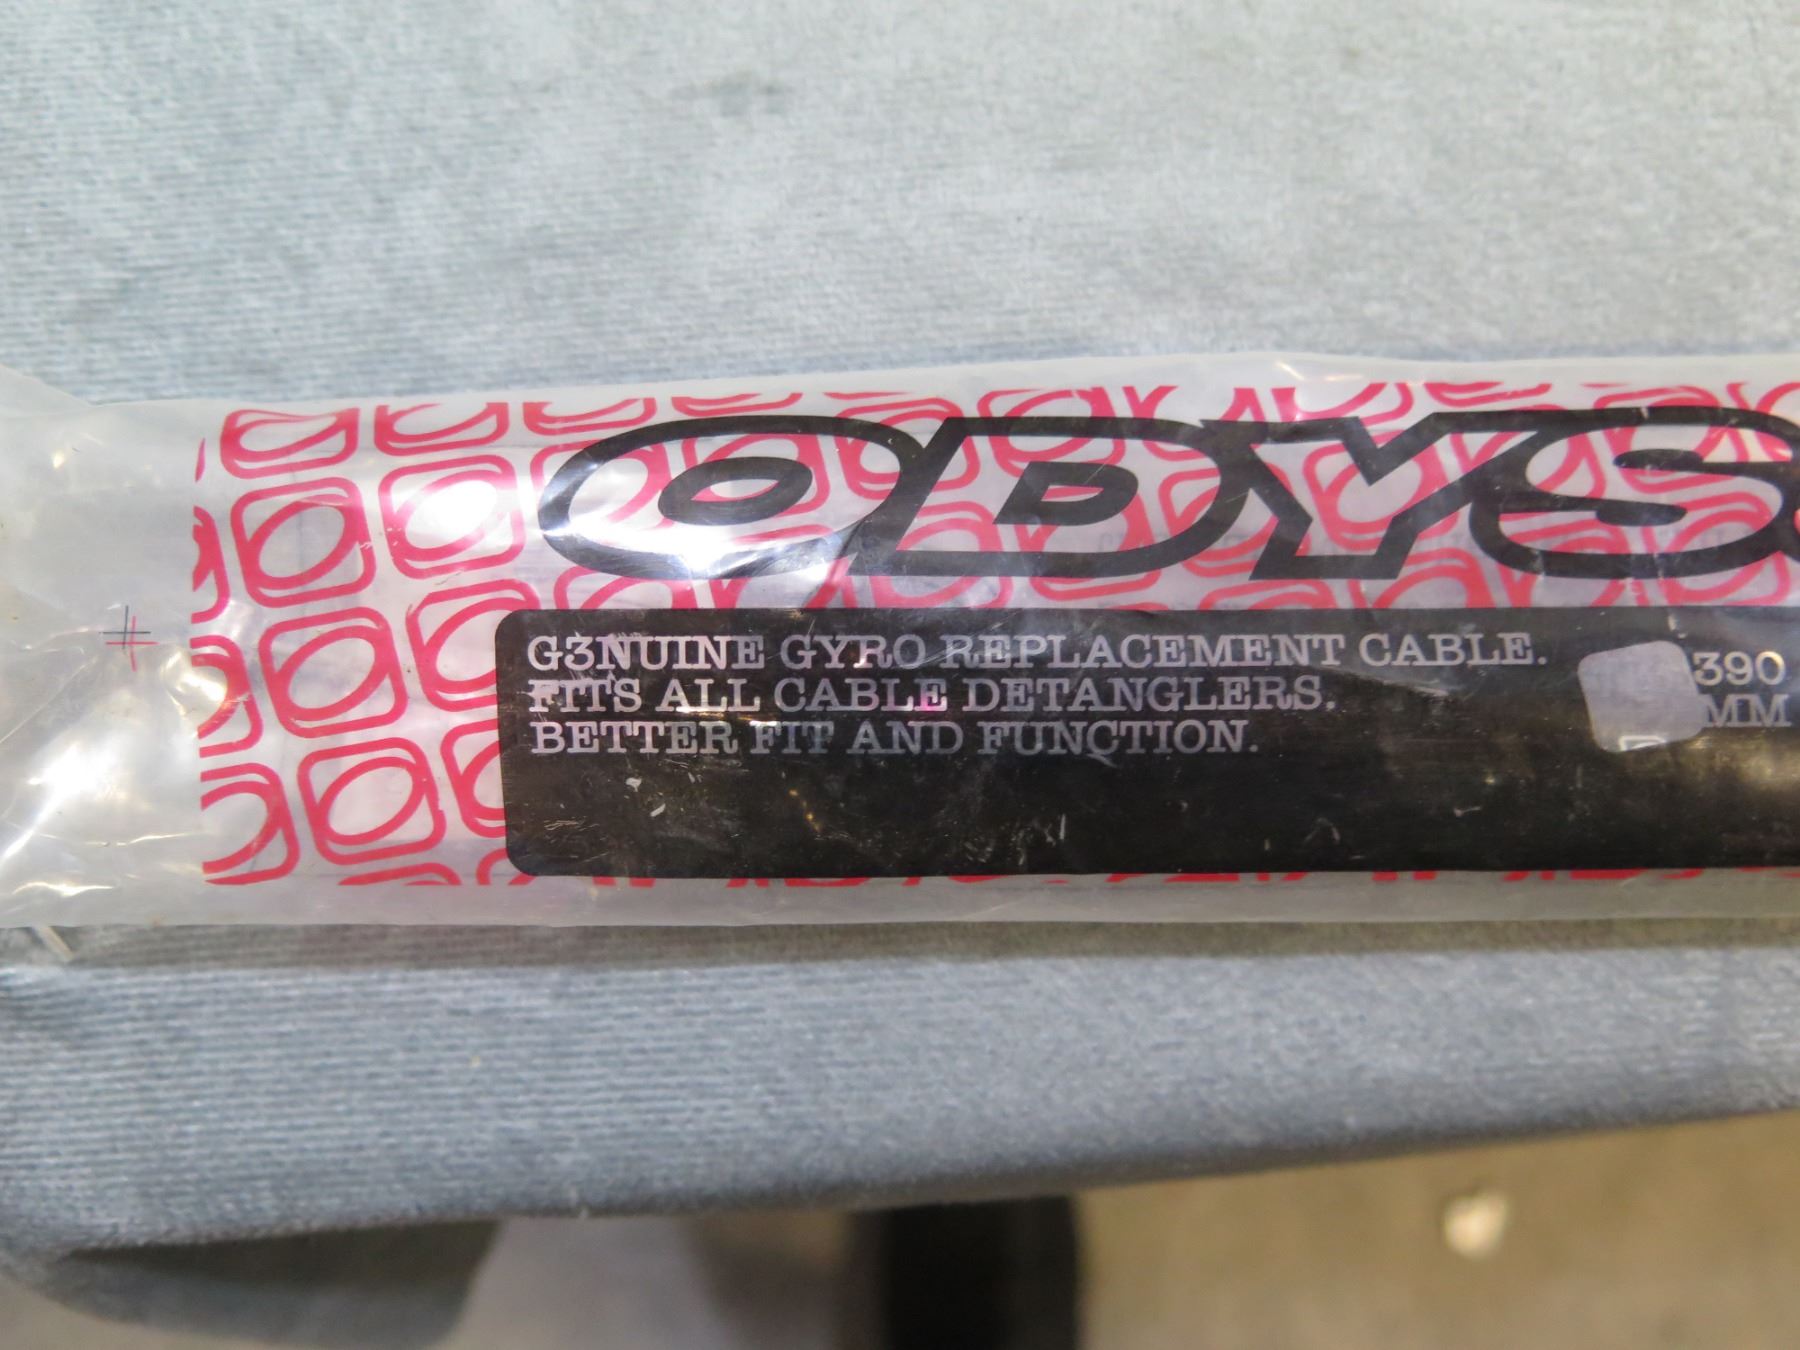 ODYS
G3NUINE GYRO REPLACEMENT CABLE.
FITS ALL CABLE DETANGLERS.
BETTER FIT AND FUNCTION.
390
MM